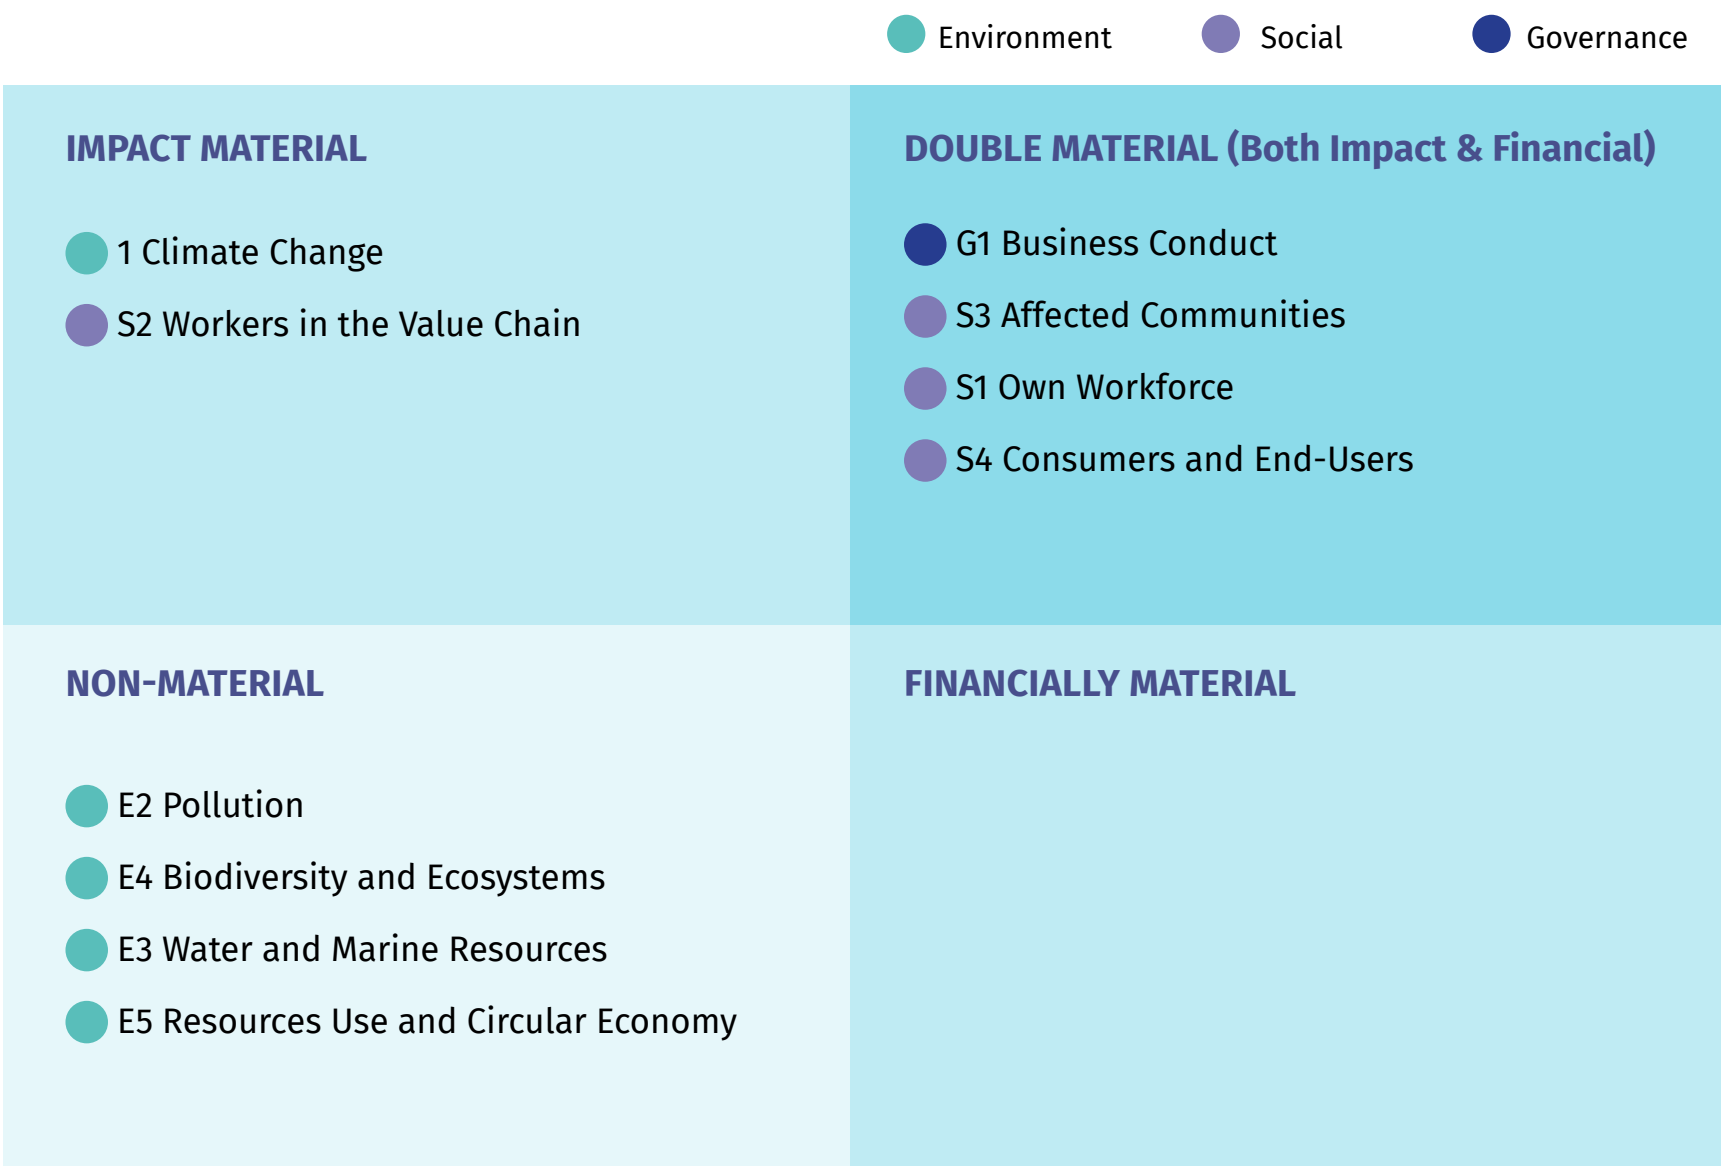 Environment
Social
Governance
IMPACT MATERIAL
1 Climate Change
S2 Workers in the Value Chain
DOUBLE MATERIAL (Both Impact & Financial)
G1 Business Conduct
S3 Affected Communities
S1 Own Workforce
S4 Consumers and End-Users
NON-MATERIAL
E2 Pollution
E4 Biodiversity and Ecosystems
E3 Water and Marine Resources
E5 Resources Use and Circular Economy
FINANCIALLY MATERIAL